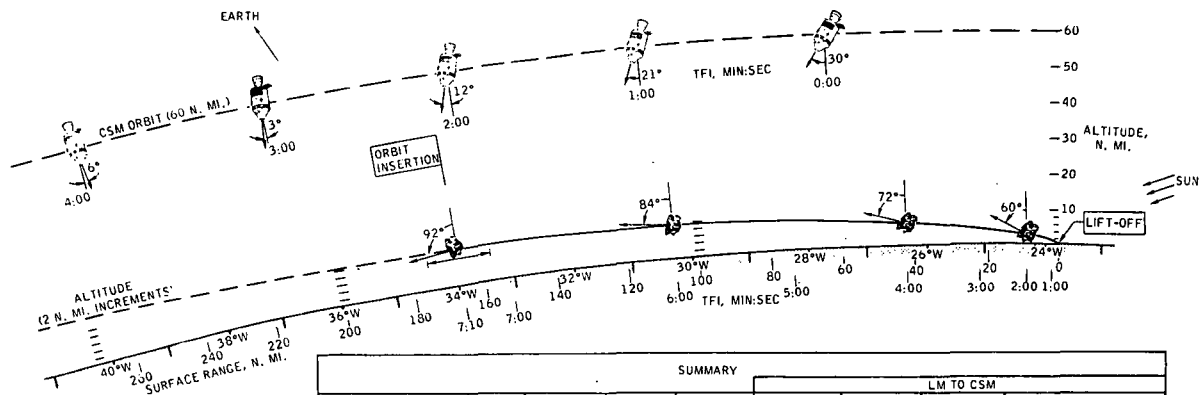 EARTH
60
50
40
30
20
10
ALTITUDE,
N. MI.
SUN
LIFT-OFF
30°
0:00
TFI, MIN:SEC
21°
1:00
12°
2:00
3°
3:00
6°
4:00
CSM ORBIT (60 N. MI.)
ORBIT
INSERTION
92°
84°
72°
60°
ALTITUDE
(2 N. MI. INCREMENTS
40°W 38°W 36°W 34°W 32°W 30°W 28°W 26°W 24°W
240 220 200 180 160 140 120 100 80 60 40 20 0
7:10 7:00 6:00 5:00 4:00 3:00 2:00 1:00
TFI, MIN:SEC
SURFACE RANGE, N. MI.
SUMMARY
LM TO CSM